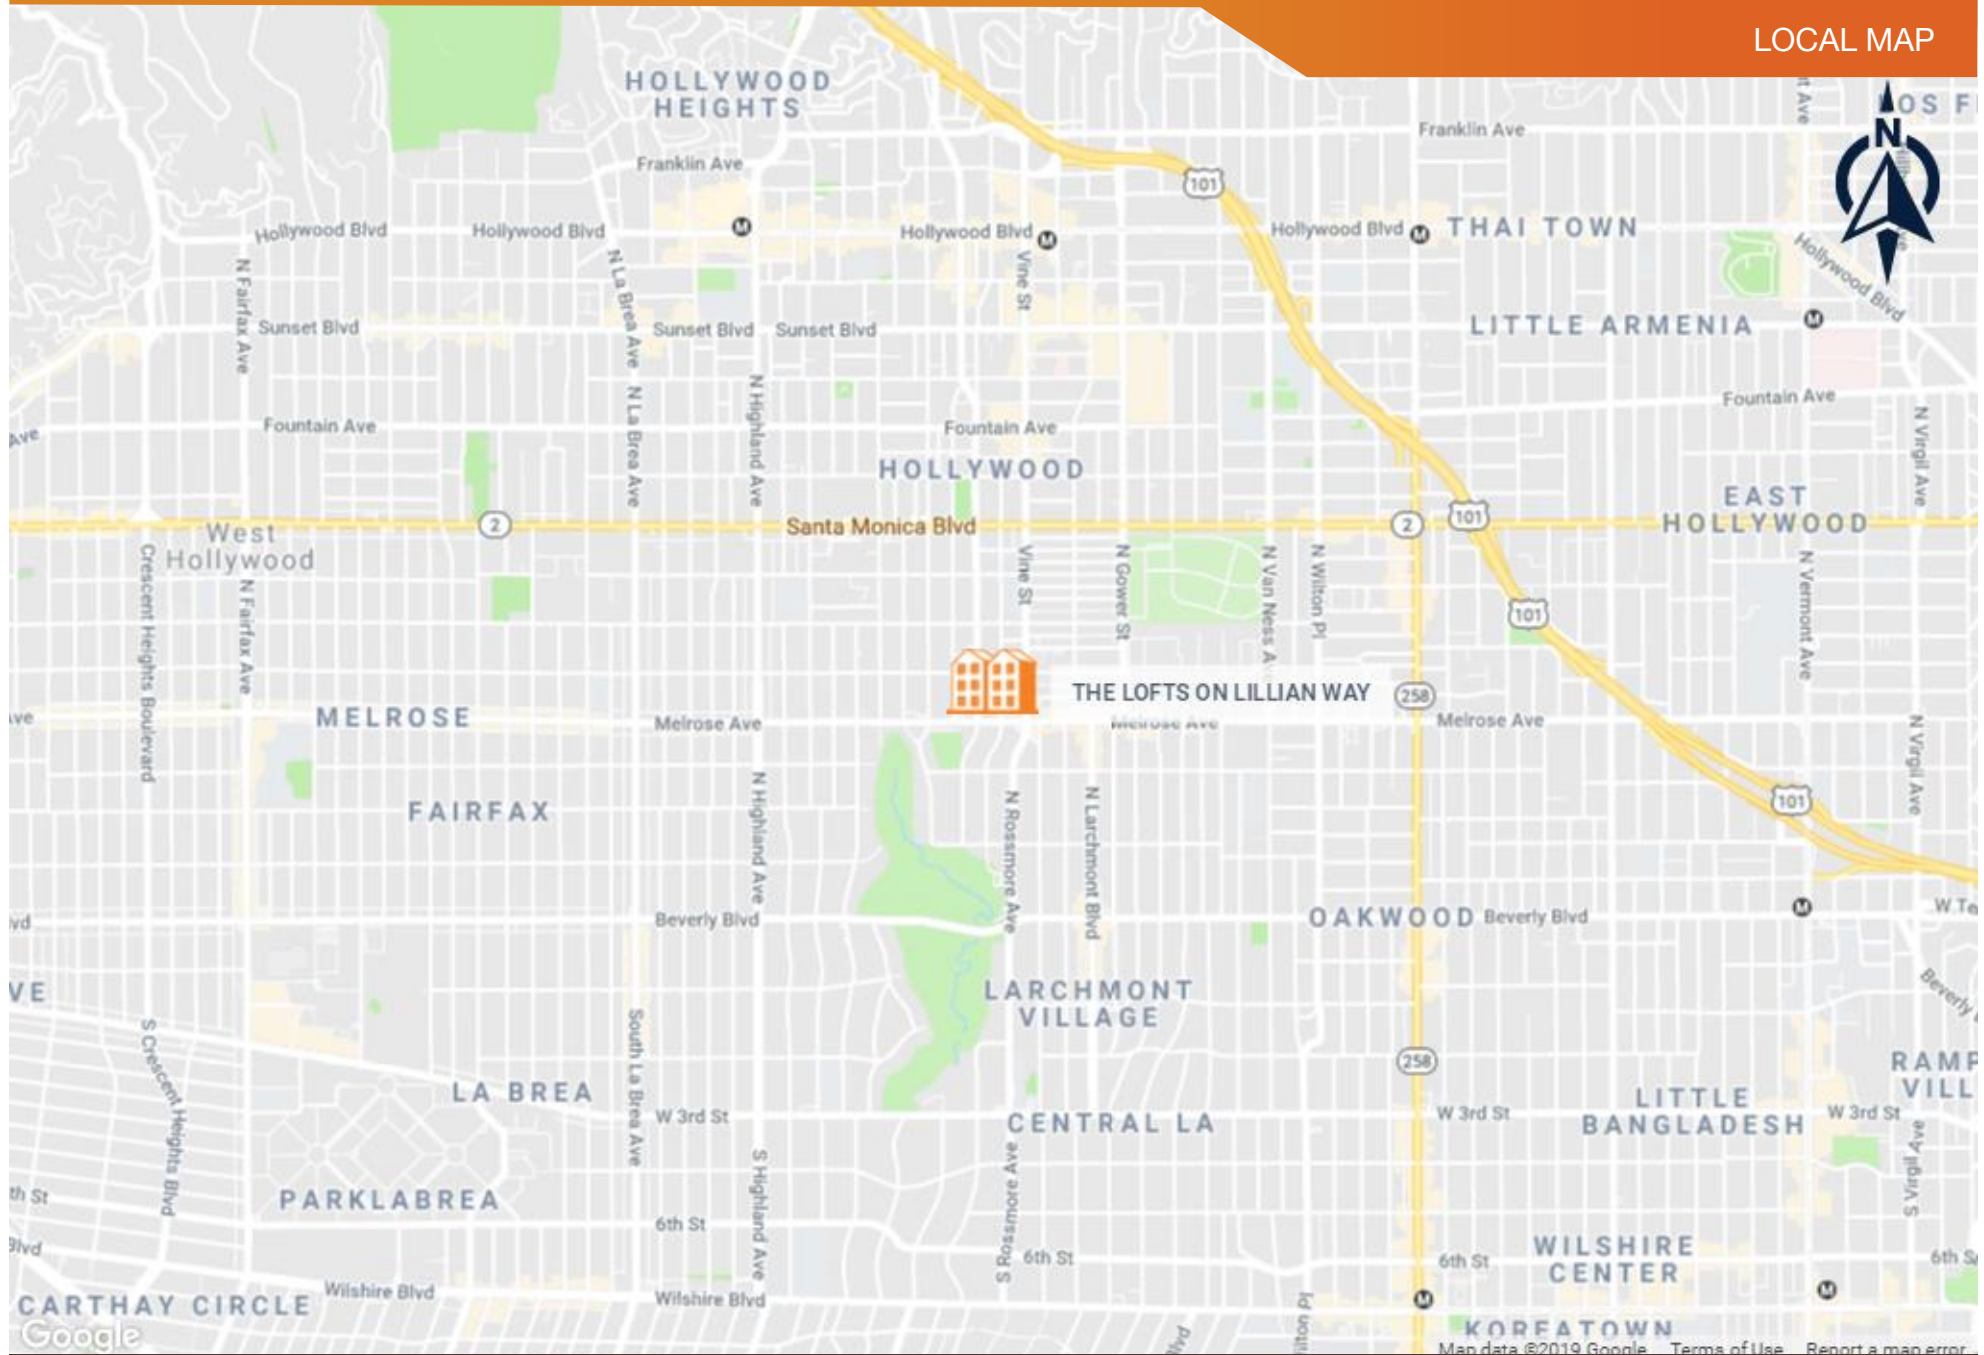 LOCAL MAP
HOLLYWOOD
HEIGHTS
Franklin Ave
Franklin Ave
N
Hollywood Blvd
Hollywood Blvd
Hollywood Blvd
Hollywood Blvd
THAI TOWN
Hollywood Blvd
101
M
M
M
N Fairfax Ave
N La Brea Ave
Vine St
Sunset Blvd
Sunset Blvd
Sunset Blvd
LITTLE ARMENIA
M
Fountain Ave
Fountain Ave
Fountain Ave
N La Brea Ave
N Highland Ave
N Virgil Ave
HOLLYWOOD
EAST
HOLLYWOOD
West
Hollywood
2
Santa Monica Blvd
2
101
Crescent Heights Boulevard
N Fairfax Ave
Vine St
N Gower St
N Van Ness A
N Wilton Pl
101
N Vermont Ave
THE LOFTS ON LILLIAN WAY
258
MELROSE
Melrose Ave
Melrose Ave
Melrose Ave
FAIRFAX
N Highland Ave
N Rossmore Ave
N Larchmont Blvd
101
N Virgil Ave
Beverly Blvd
OAKWOOD
Beverly Blvd
M
W Te
Beverly
LARCHMONT
VILLAGE
S Crescent Heights Blvd
South La Brea Ave
258
LA BREA
W 3rd St
CENTRAL LA
W 3rd St
LITTLE
BANGLADESH
W 3rd St
RAMP
VILL
PARKLABREA
6th St
S Highland Ave
S Rossmore Ave
6th St
6th St
WILSHIRE
CENTER
6th S
S Virgil Ave
CARTHAY CIRCLE
Wilshire Blvd
Wilshire Blvd
M
M
KOREATOWN
Google
Map data ©2019 Google
Terms of Use
Report a map error